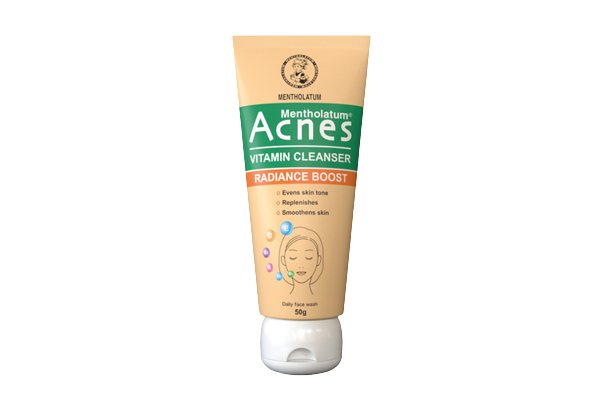 MENTHOLATUM
Mentholatum®
Acnes
VITAMIN CLEANSER
RADIANCE BOOST
Evens skin tone
Replenishes
Smoothens skin
Daily face wash
50g